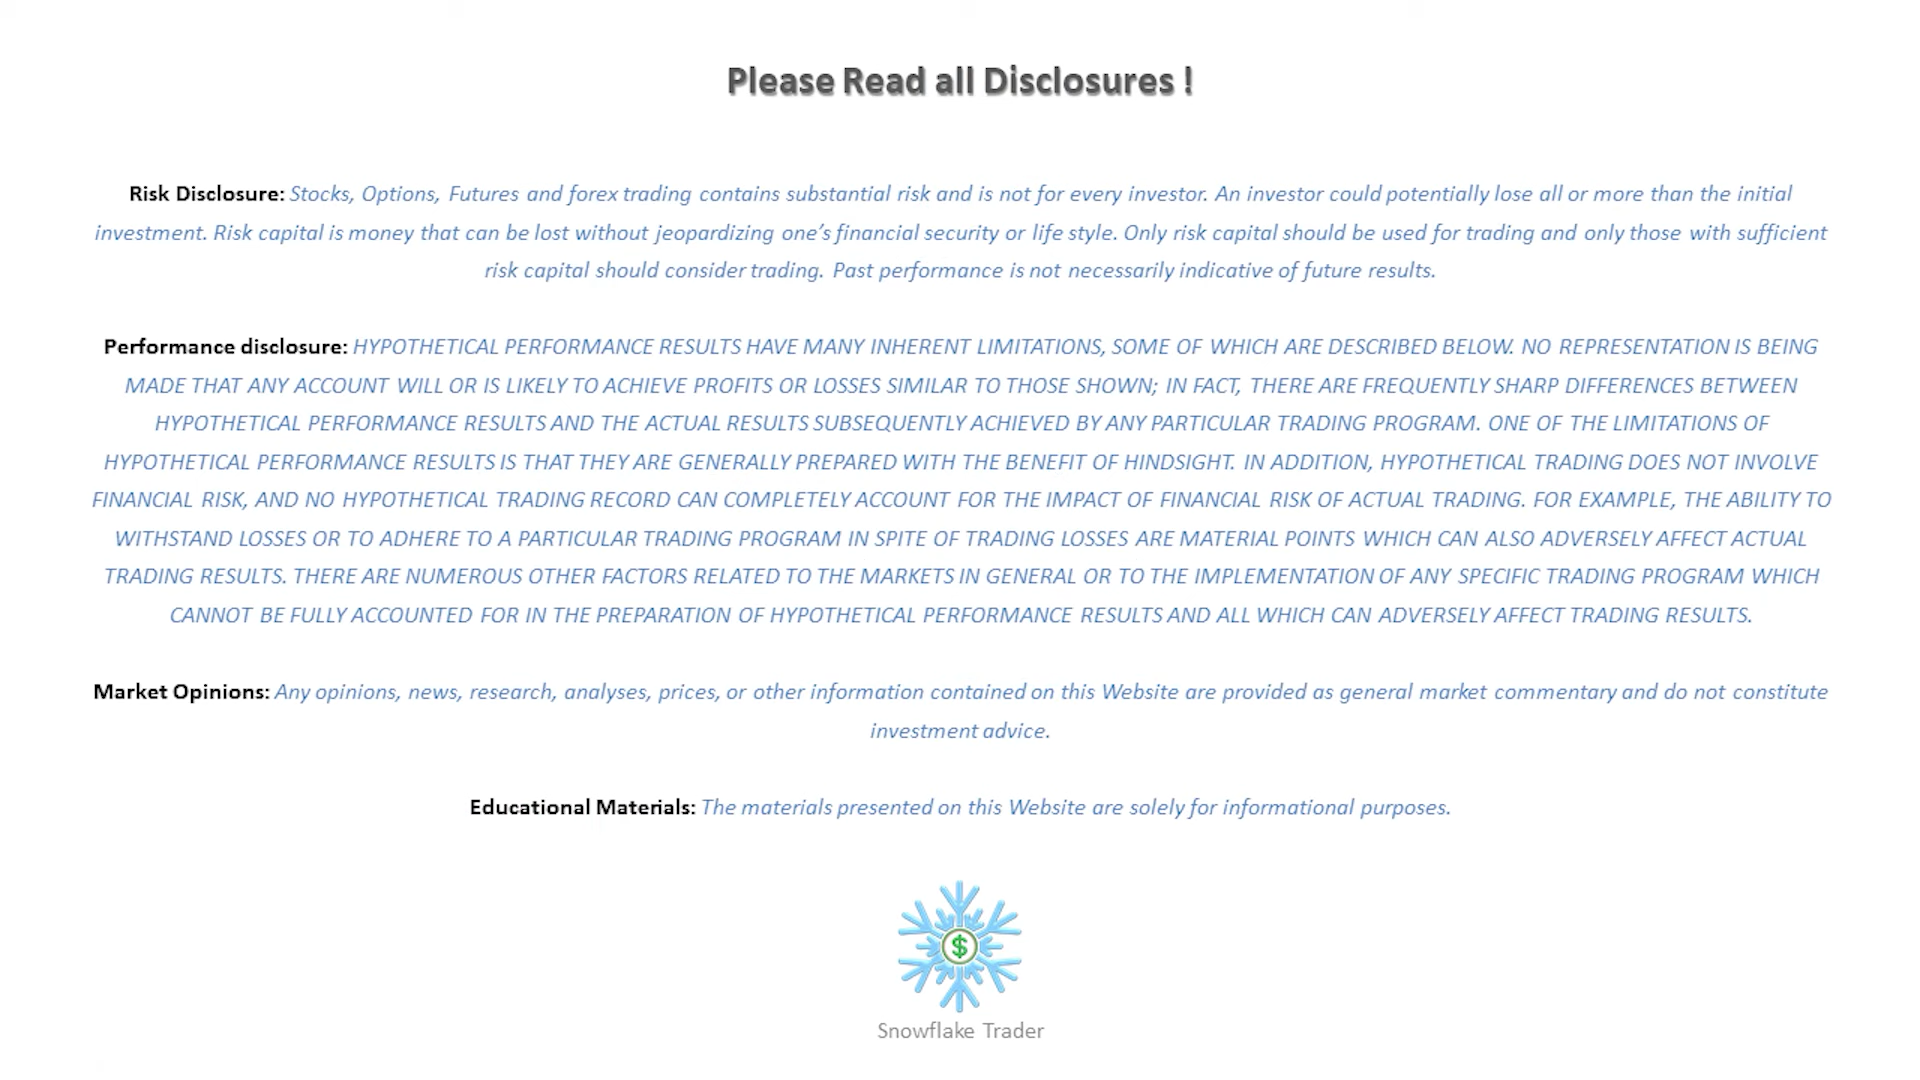 Please Read all Disclosures !
Risk Disclosure: Stocks, Options, Futures and forex trading contains substantial risk and is not for every investor. An investor could potentially lose all or more than the initial
investment. Risk capital is money that can be lost without jeopardizing one’s financial security or life style. Only risk capital should be used for trading and only those with sufficient
risk capital should consider trading. Past performance is not necessarily indicative of future results.
Performance disclosure: HYPOTHETICAL PERFORMANCE RESULTS HAVE MANY INHERENT LIMITATIONS, SOME OF WHICH ARE DESCRIBED BELOW. NO REPRESENTATION IS BEING
MADE THAT ANY ACCOUNT WILL OR IS LIKELY TO ACHIEVE PROFITS OR LOSSES SIMILAR TO THOSE SHOWN; IN FACT, THERE ARE FREQUENTLY SHARP DIFFERENCES BETWEEN
HYPOTHETICAL PERFORMANCE RESULTS AND THE ACTUAL RESULTS SUBSEQUENTLY ACHIEVED BY ANY PARTICULAR TRADING PROGRAM. ONE OF THE LIMITATIONS OF
HYPOTHETICAL PERFORMANCE RESULTS IS THAT THEY ARE GENERALLY PREPARED WITH THE BENEFIT OF HINDSIGHT. IN ADDITION, HYPOTHETICAL TRADING DOES NOT INVOLVE
FINANCIAL RISK, AND NO HYPOTHETICAL TRADING RECORD CAN COMPLETELY ACCOUNT FOR THE IMPACT OF FINANCIAL RISK OF ACTUAL TRADING. FOR EXAMPLE, THE ABILITY TO
WITHSTAND LOSSES OR TO ADHERE TO A PARTICULAR TRADING PROGRAM IN SPITE OF TRADING LOSSES ARE MATERIAL POINTS WHICH CAN ALSO ADVERSELY AFFECT ACTUAL
TRADING RESULTS. THERE ARE NUMEROUS OTHER FACTORS RELATED TO THE MARKETS IN GENERAL OR TO THE IMPLEMENTATION OF ANY SPECIFIC TRADING PROGRAM WHICH
CANNOT BE FULLY ACCOUNTED FOR IN THE PREPARATION OF HYPOTHETICAL PERFORMANCE RESULTS AND ALL WHICH CAN ADVERSELY AFFECT TRADING RESULTS.
Market Opinions: Any opinions, news, research, analyses, prices, or other information contained on this Website are provided as general market commentary and do not constitute
investment advice.
Educational Materials: The materials presented on this Website are solely for informational purposes.
$
Snowflake Trader